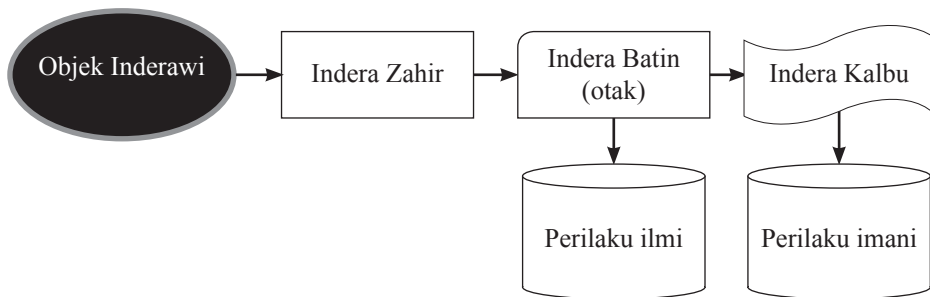 Objek Inderawi
Indera Zahir
Indera Batin
(otak)
Indera Kalbu
Perilaku ilmi
Perilaku imani